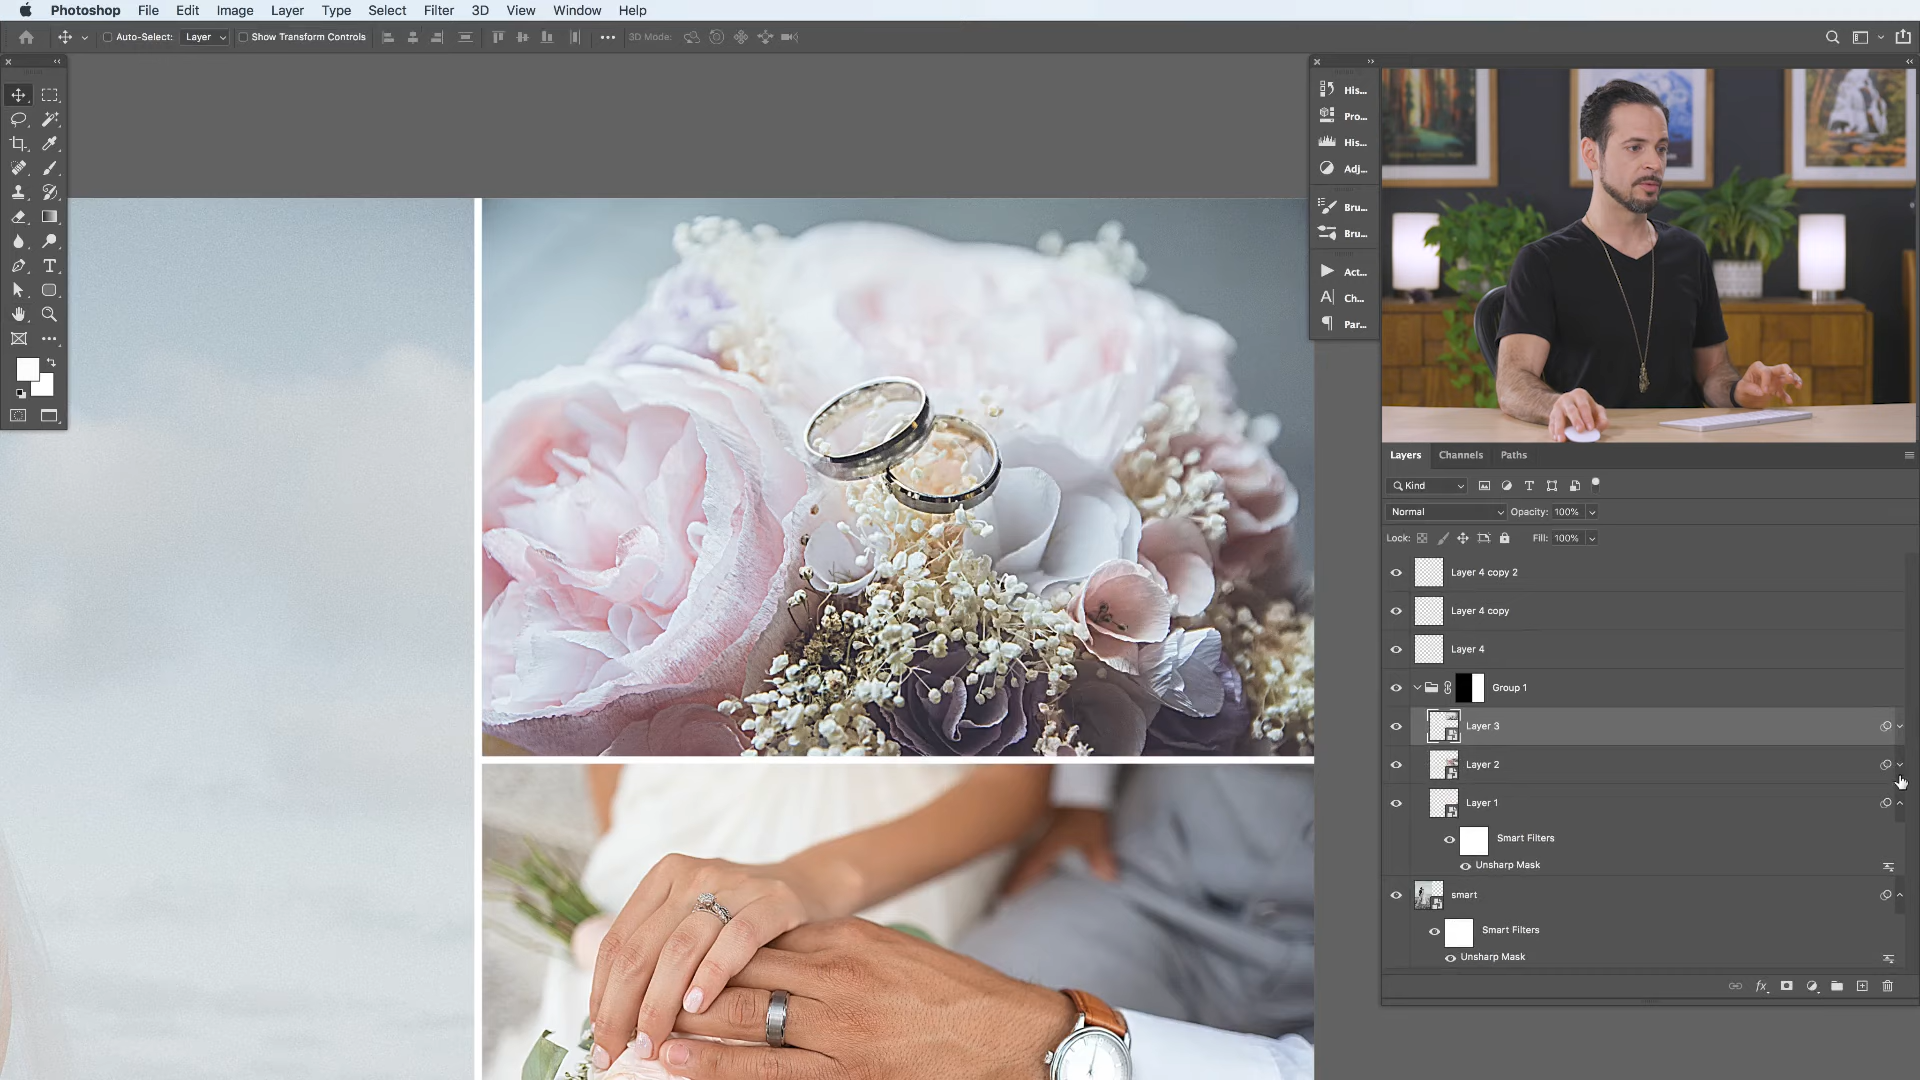 Photoshop File Edit Image Layer Type Select Filter 3D View Window Help
Auto-Select: Layer Show Transform Controls 3D Mode:
His...
Pro...
His...
Adj...
Bru...
Bru...
Act...
Ch...
Par...
Layers Channels Paths
Kind
Normal Opacity: 100%
Lock: Fill: 100%
Layer 4 copy 2
Layer 4 copy
Layer 4
Group 1
Layer 3
Layer 2
Layer 1
Smart Filters
Unsharp Mask
smart
Smart Filters
Unsharp Mask